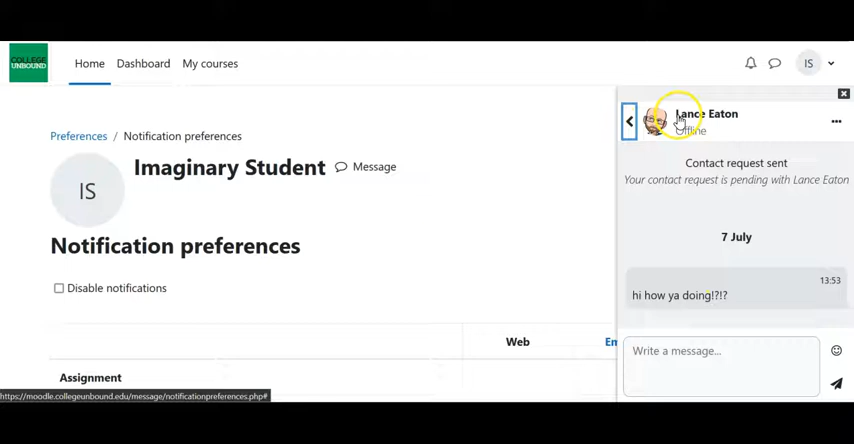 COLLEGE
UNBOUND
Home
Dashboard
My courses
IS
Preferences / Notification preferences
IS
Imaginary Student
Message
Notification preferences
Disable notifications
Web
Em
Assignment
https://moodle.collegeunbound.edu/message/notificationpreferences.php#
Lance Eaton
Offline
Contact request sent
Your contact request is pending with Lance Eaton
7 July
13:53
hi how ya doing!?!?
Write a message...